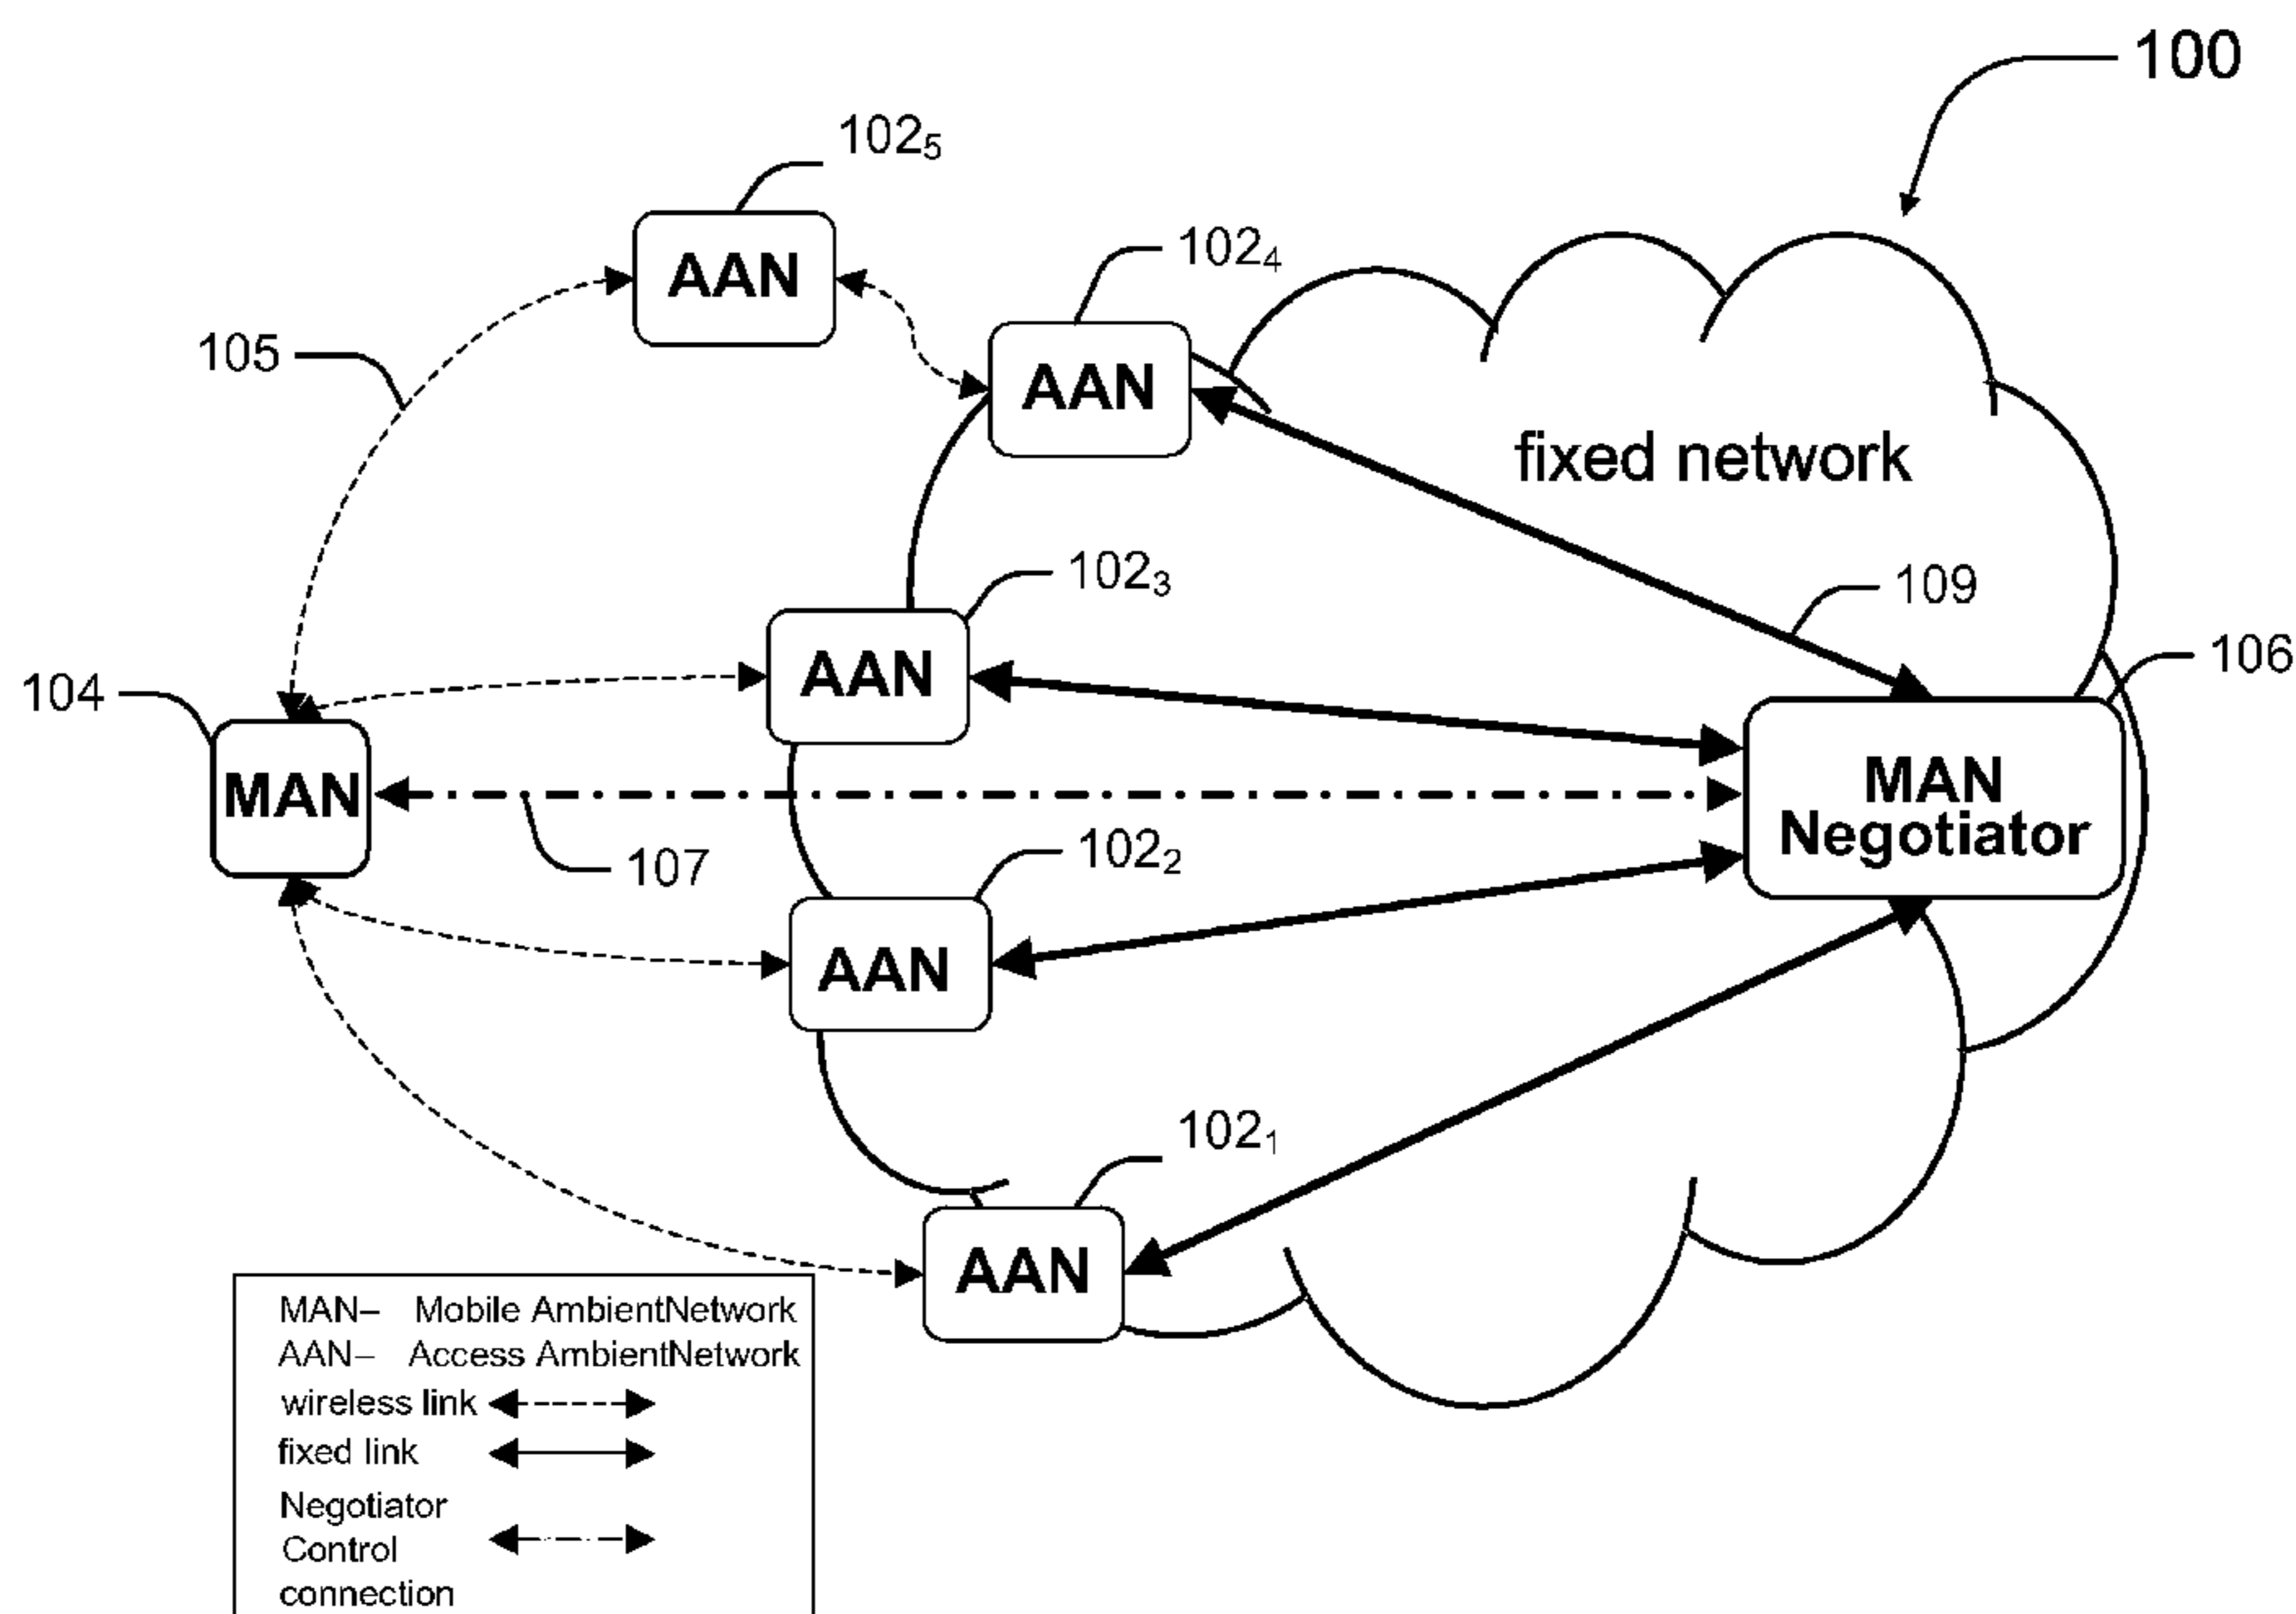 100
102₅
AAN
102₄
AAN
105
fixed network
102₃
109
AAN
106
104
MAN
MAN
Negotiator
107
102₂
AAN
102₁
AAN
MAN– Mobile AmbientNetwork
AAN– Access AmbientNetwork
wireless link
fixed link
Negotiator
Control
connection